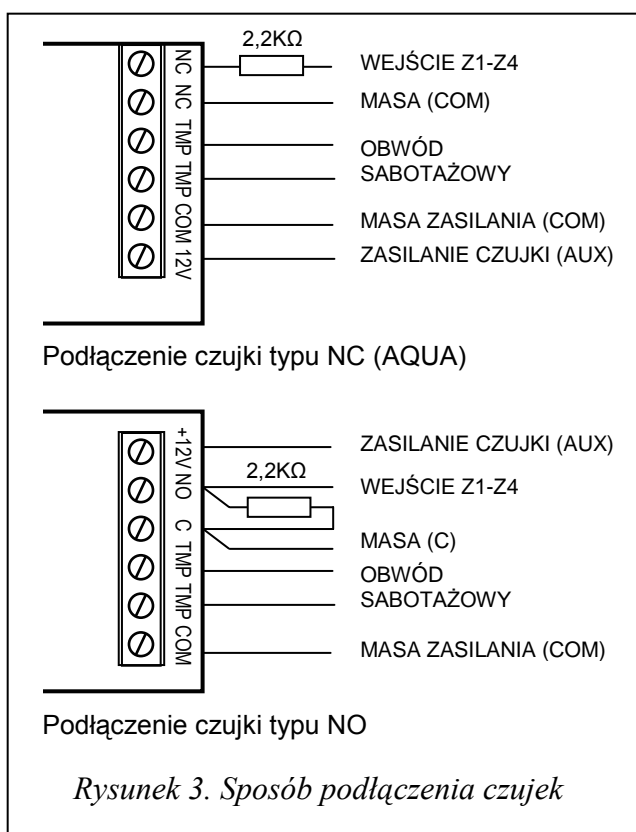 2,2KΩ
NC NC TMP TMP COM 12V
WEJŚCIE Z1-Z4
MASA (COM)
OBWÓD
SABOTAŻOWY
MASA ZASILANIA (COM)
ZASILANIE CZUJKI (AUX)
Podłączenie czujki typu NC (AQUA)
+12V NO C TMP TMP COM
ZASILANIE CZUJKI (AUX)
2,2KΩ
WEJŚCIE Z1-Z4
MASA (C)
OBWÓD
SABOTAŻOWY
MASA ZASILANIA (COM)
Podłączenie czujki typu NO
Rysunek 3. Sposób podłączenia czujek